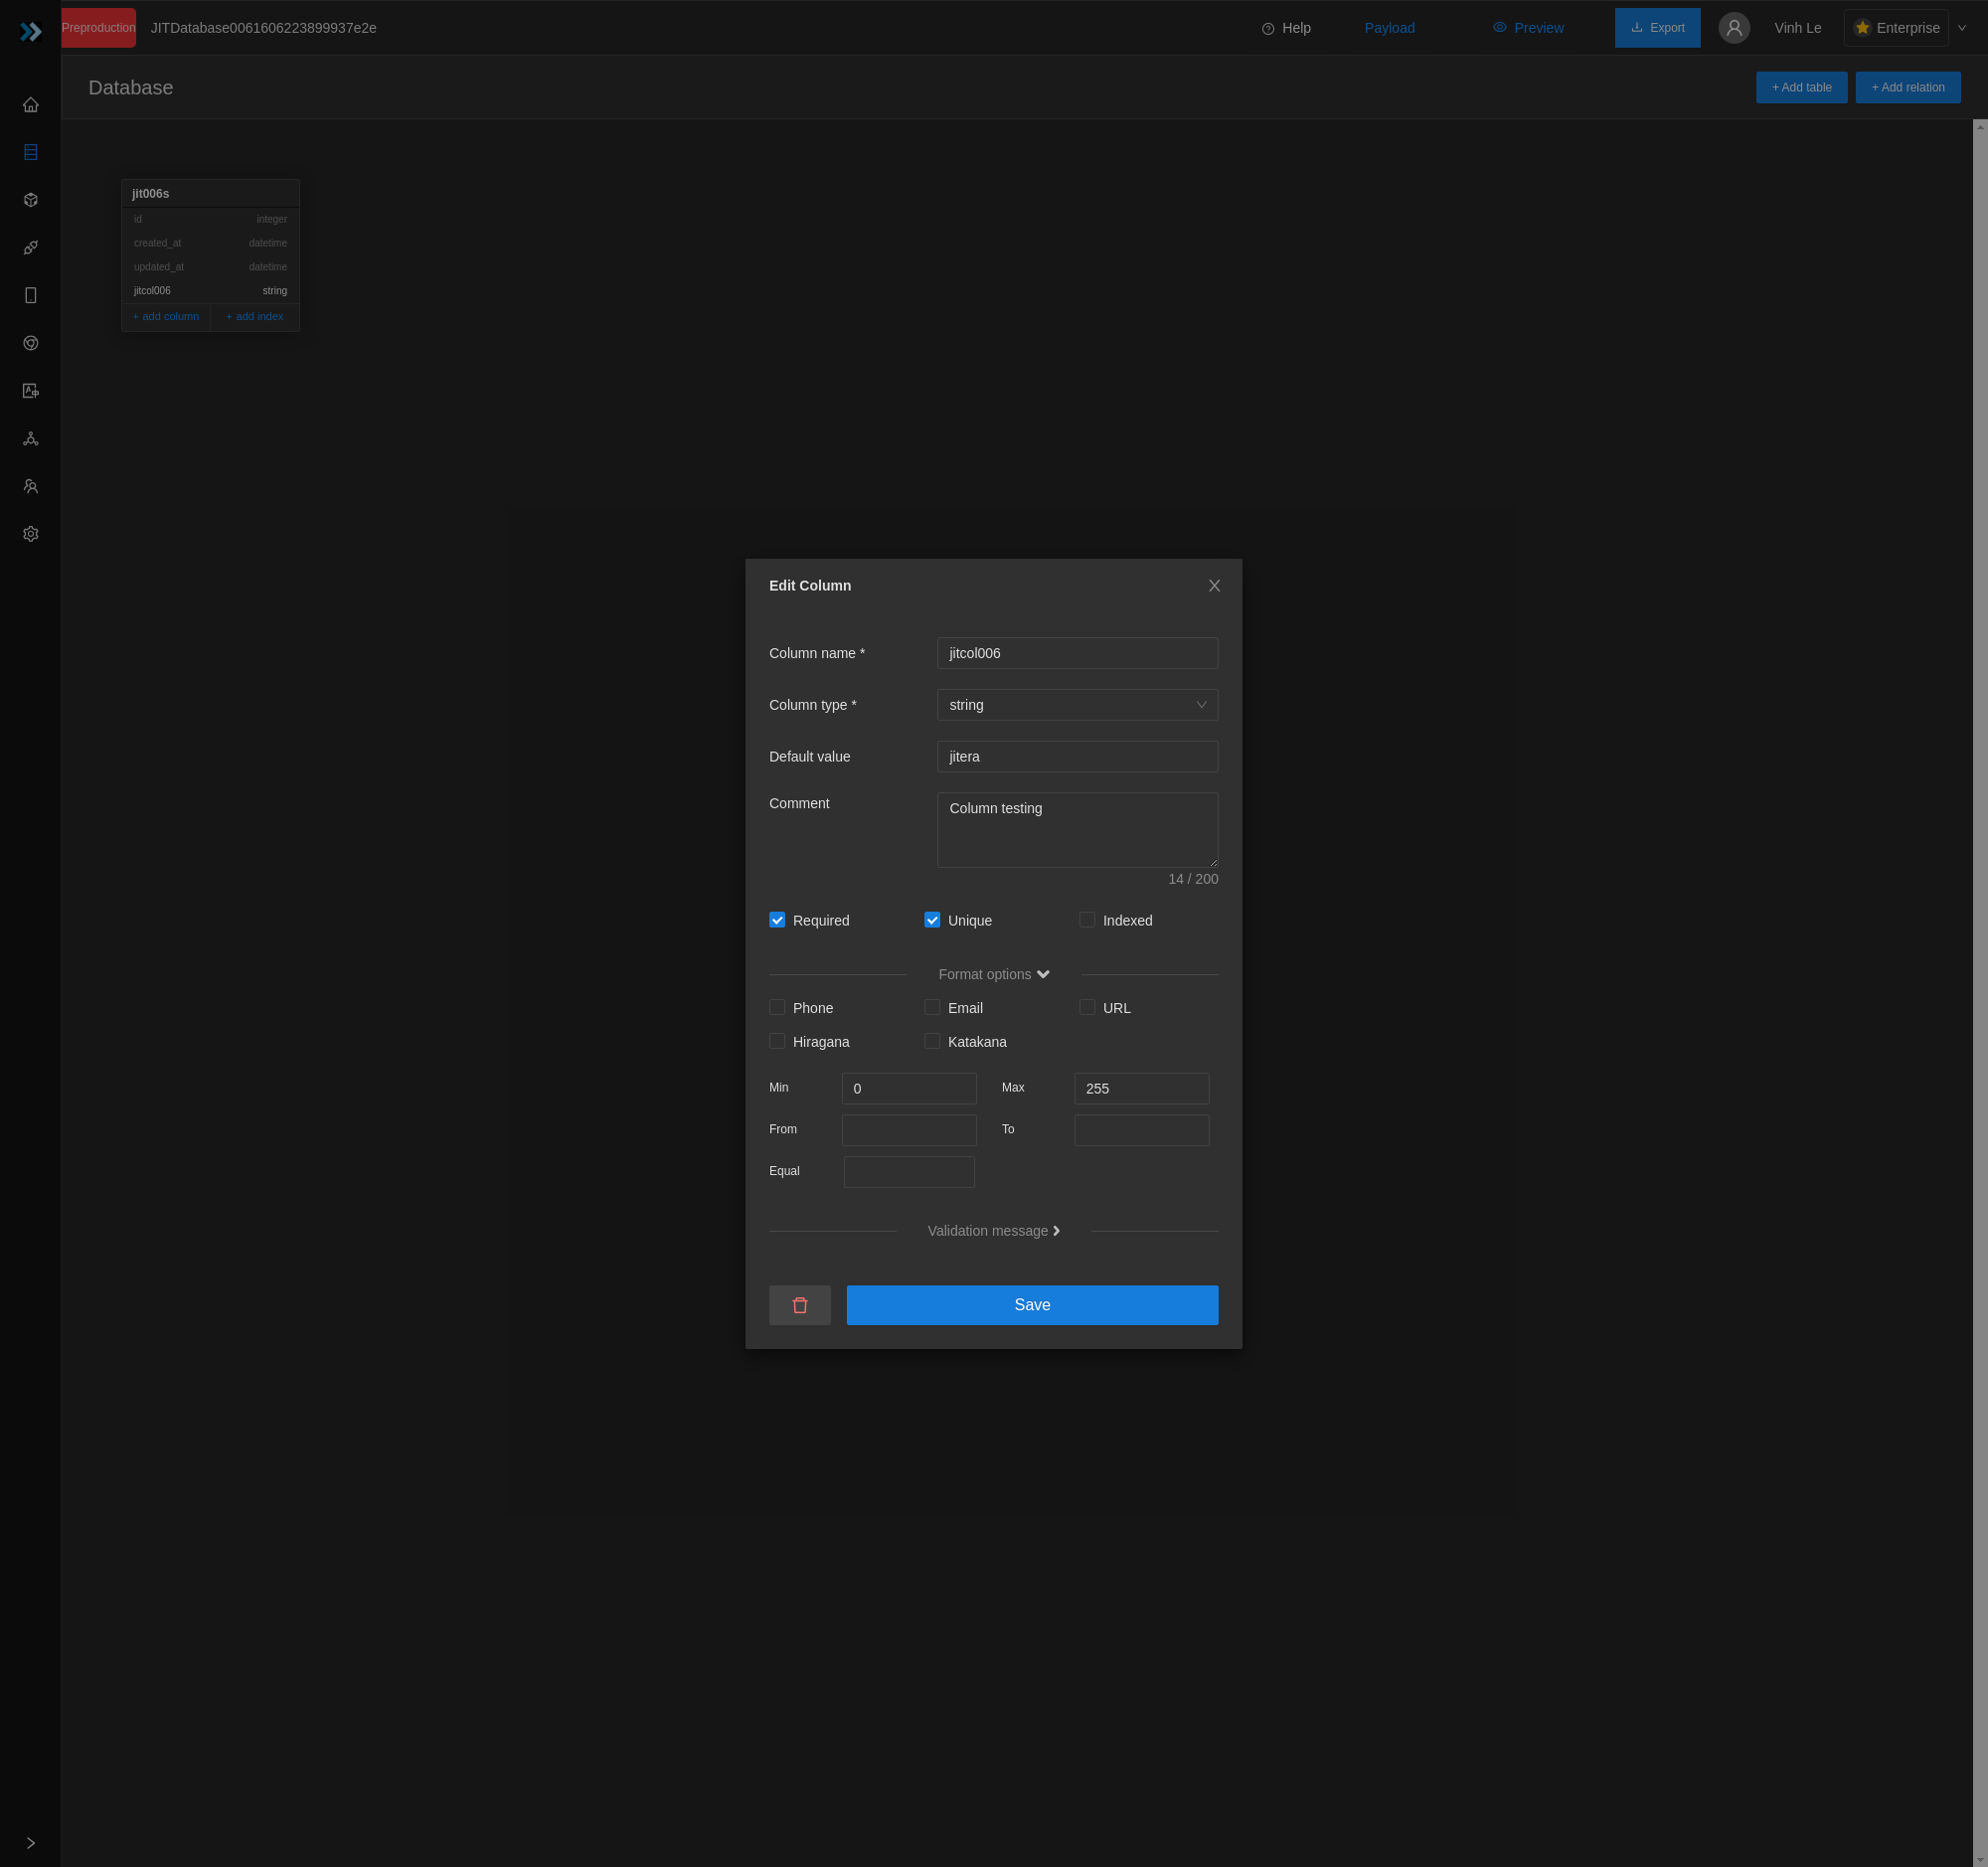 Preproduction JITDatabase0061606223899937e2e Help Payload Preview Export Vinh Le Enterprise
Database + Add table + Add relation
jit006s
id integer
created_at datetime
updated_at datetime
jitcol006 string
+ add column + add index
Edit Column
Column name * jitcol006
Column type * string
Default value jitera
Comment Column testing
14 / 200
Required Unique Indexed
Format options
Phone Email URL
Hiragana Katakana
Min 0 Max 255
From To
Equal
Validation message
Save